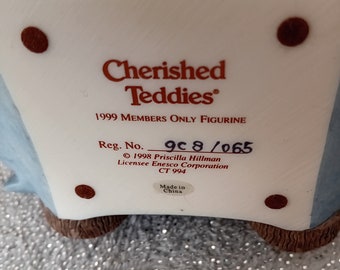 Cherished
Teddies®
1999 Members Only Figurine
Reg. No. 9C8/065
© 1998 Priscilla Hillman
Licensee Enesco Corporation
CT 994
Made in
China